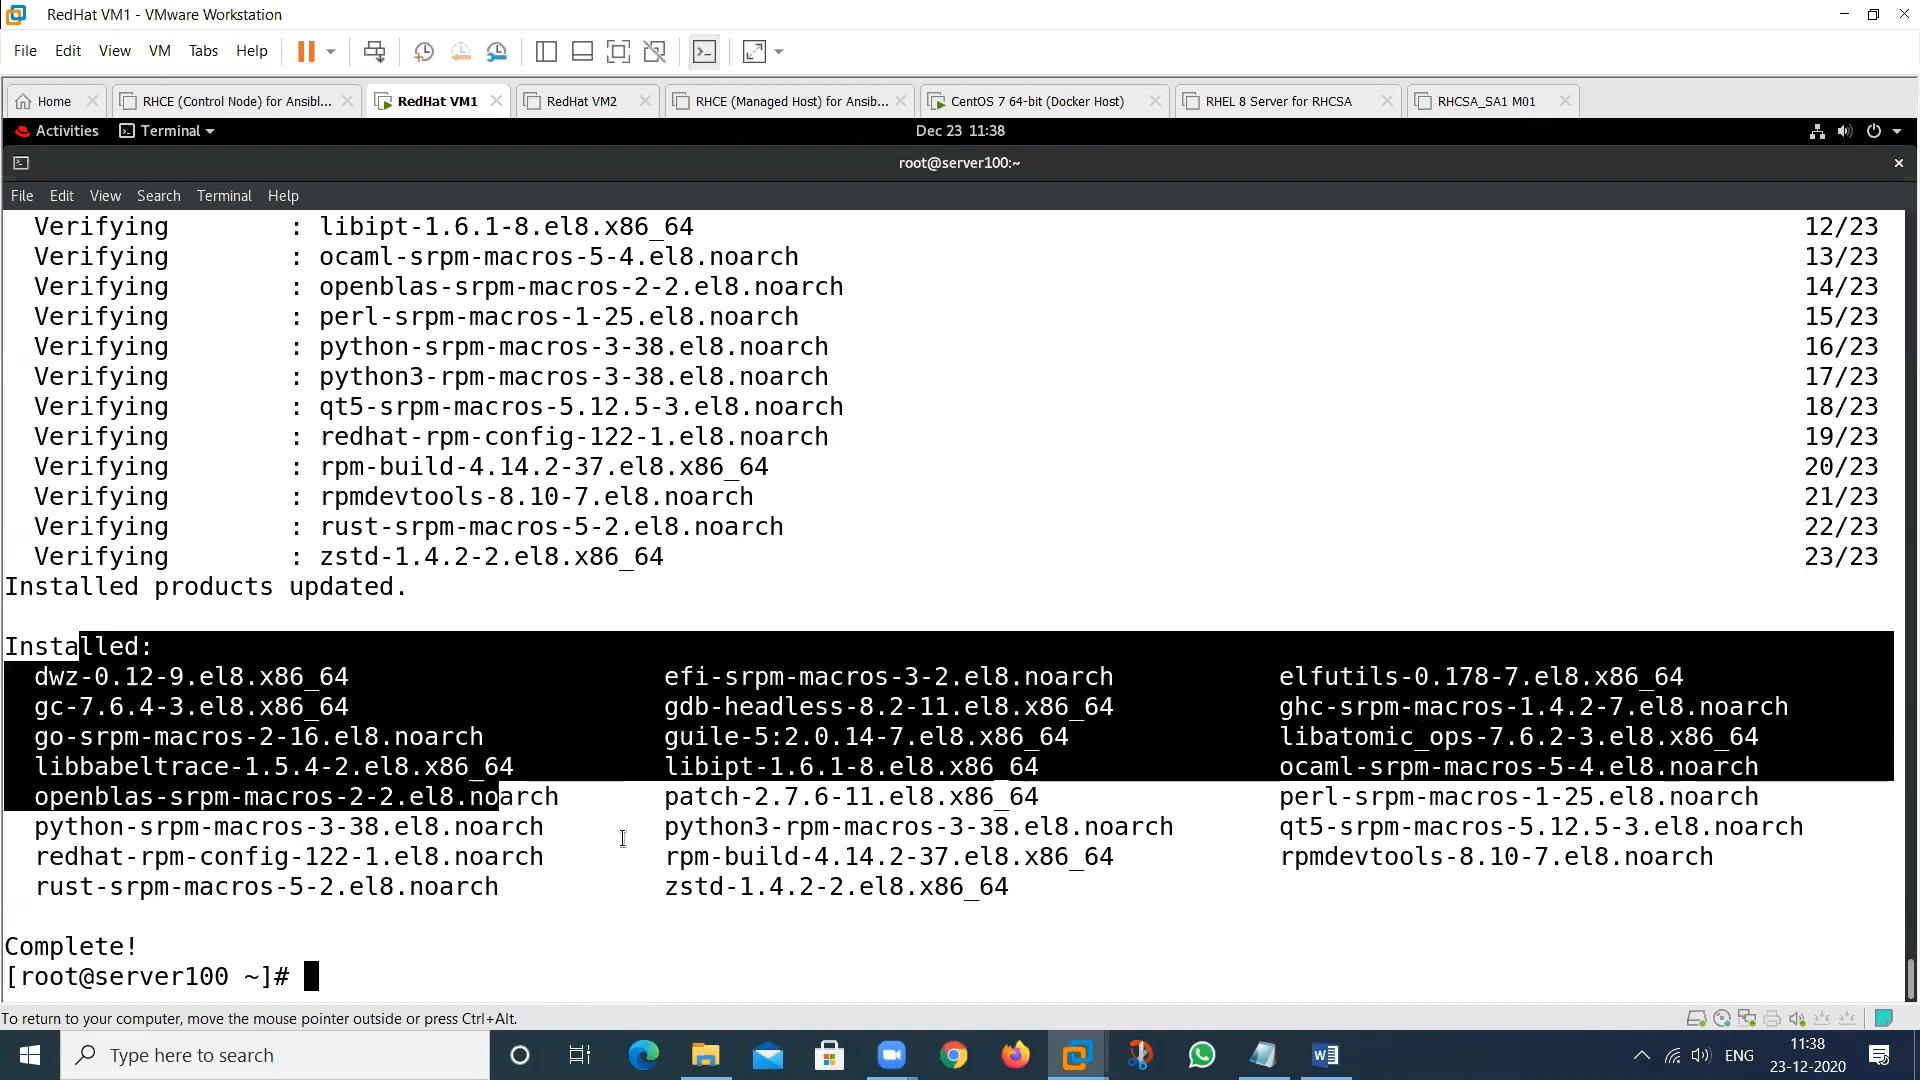 RedHat VM1 - VMware Workstation
File Edit View VM Tabs Help
Home RHCE (Control Node) for Ansibl... RedHat VM1 RedHat VM2 RHCE (Managed Host) for Ansib... CentOS 7 64-bit (Docker Host) RHEL 8 Server for RHCSA RHCSA_SA1 M01
Activities Terminal Dec 23 11:38
root@server100:~
File Edit View Search Terminal Help
Verifying : libipt-1.6.1-8.el8.x86_64 12/23
Verifying : ocaml-srpm-macros-5-4.el8.noarch 13/23
Verifying : openblas-srpm-macros-2-2.el8.noarch 14/23
Verifying : perl-srpm-macros-1-25.el8.noarch 15/23
Verifying : python-srpm-macros-3-38.el8.noarch 16/23
Verifying : python3-rpm-macros-3-38.el8.noarch 17/23
Verifying : qt5-srpm-macros-5.12.5-3.el8.noarch 18/23
Verifying : redhat-rpm-config-122-1.el8.noarch 19/23
Verifying : rpm-build-4.14.2-37.el8.x86_64 20/23
Verifying : rpmdevtools-8.10-7.el8.noarch 21/23
Verifying : rust-srpm-macros-5-2.el8.noarch 22/23
Verifying : zstd-1.4.2-2.el8.x86_64 23/23
Installed products updated.
Installed:
dwz-0.12-9.el8.x86_64 efi-srpm-macros-3-2.el8.noarch elfutils-0.178-7.el8.x86_64
gc-7.6.4-3.el8.x86_64 gdb-headless-8.2-11.el8.x86_64 ghc-srpm-macros-1.4.2-7.el8.noarch
go-srpm-macros-2-16.el8.noarch guile-5:2.0.14-7.el8.x86_64 libatomic_ops-7.6.2-3.el8.x86_64
libbabeltrace-1.5.4-2.el8.x86_64 libipt-1.6.1-8.el8.x86_64 ocaml-srpm-macros-5-4.el8.noarch
openblas-srpm-macros-2-2.el8.noarch patch-2.7.6-11.el8.x86_64 perl-srpm-macros-1-25.el8.noarch
python-srpm-macros-3-38.el8.noarch python3-rpm-macros-3-38.el8.noarch qt5-srpm-macros-5.12.5-3.el8.noarch
redhat-rpm-config-122-1.el8.noarch rpm-build-4.14.2-37.el8.x86_64 rpmdevtools-8.10-7.el8.noarch
rust-srpm-macros-5-2.el8.noarch zstd-1.4.2-2.el8.x86_64
Complete!
[root@server100 ~]#
To return to your computer, move the mouse pointer outside or press Ctrl+Alt.
Type here to search ENG 11:38
23-12-2020